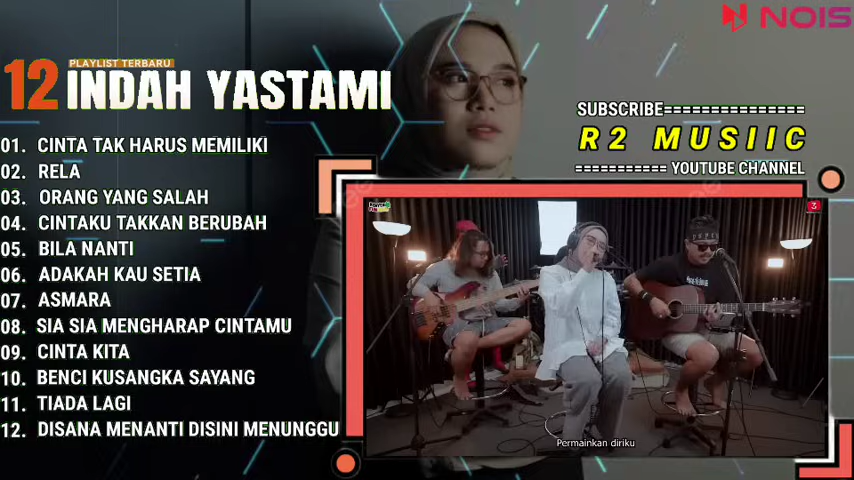 NOIS
PLAYLIST TERBARU
12 INDAH YASTAMI
SUBSCRIBE===============
R2 MUSIIC
=========== YOUTUBE CHANNEL
01. CINTA TAK HARUS MEMILIKI
02. RELA
03. ORANG YANG SALAH
04. CINTAKU TAKKAN BERUBAH
05. BILA NANTI
06. ADAKAH KAU SETIA
07. ASMARA
08. SIA SIA MENGHARAP CINTAMU
09. CINTA KITA
10. BENCI KUSANGKA SAYANG
11. TIADA LAGI
12. DISANA MENANTI DISINI MENUNGGU
3
Permainkan diriku